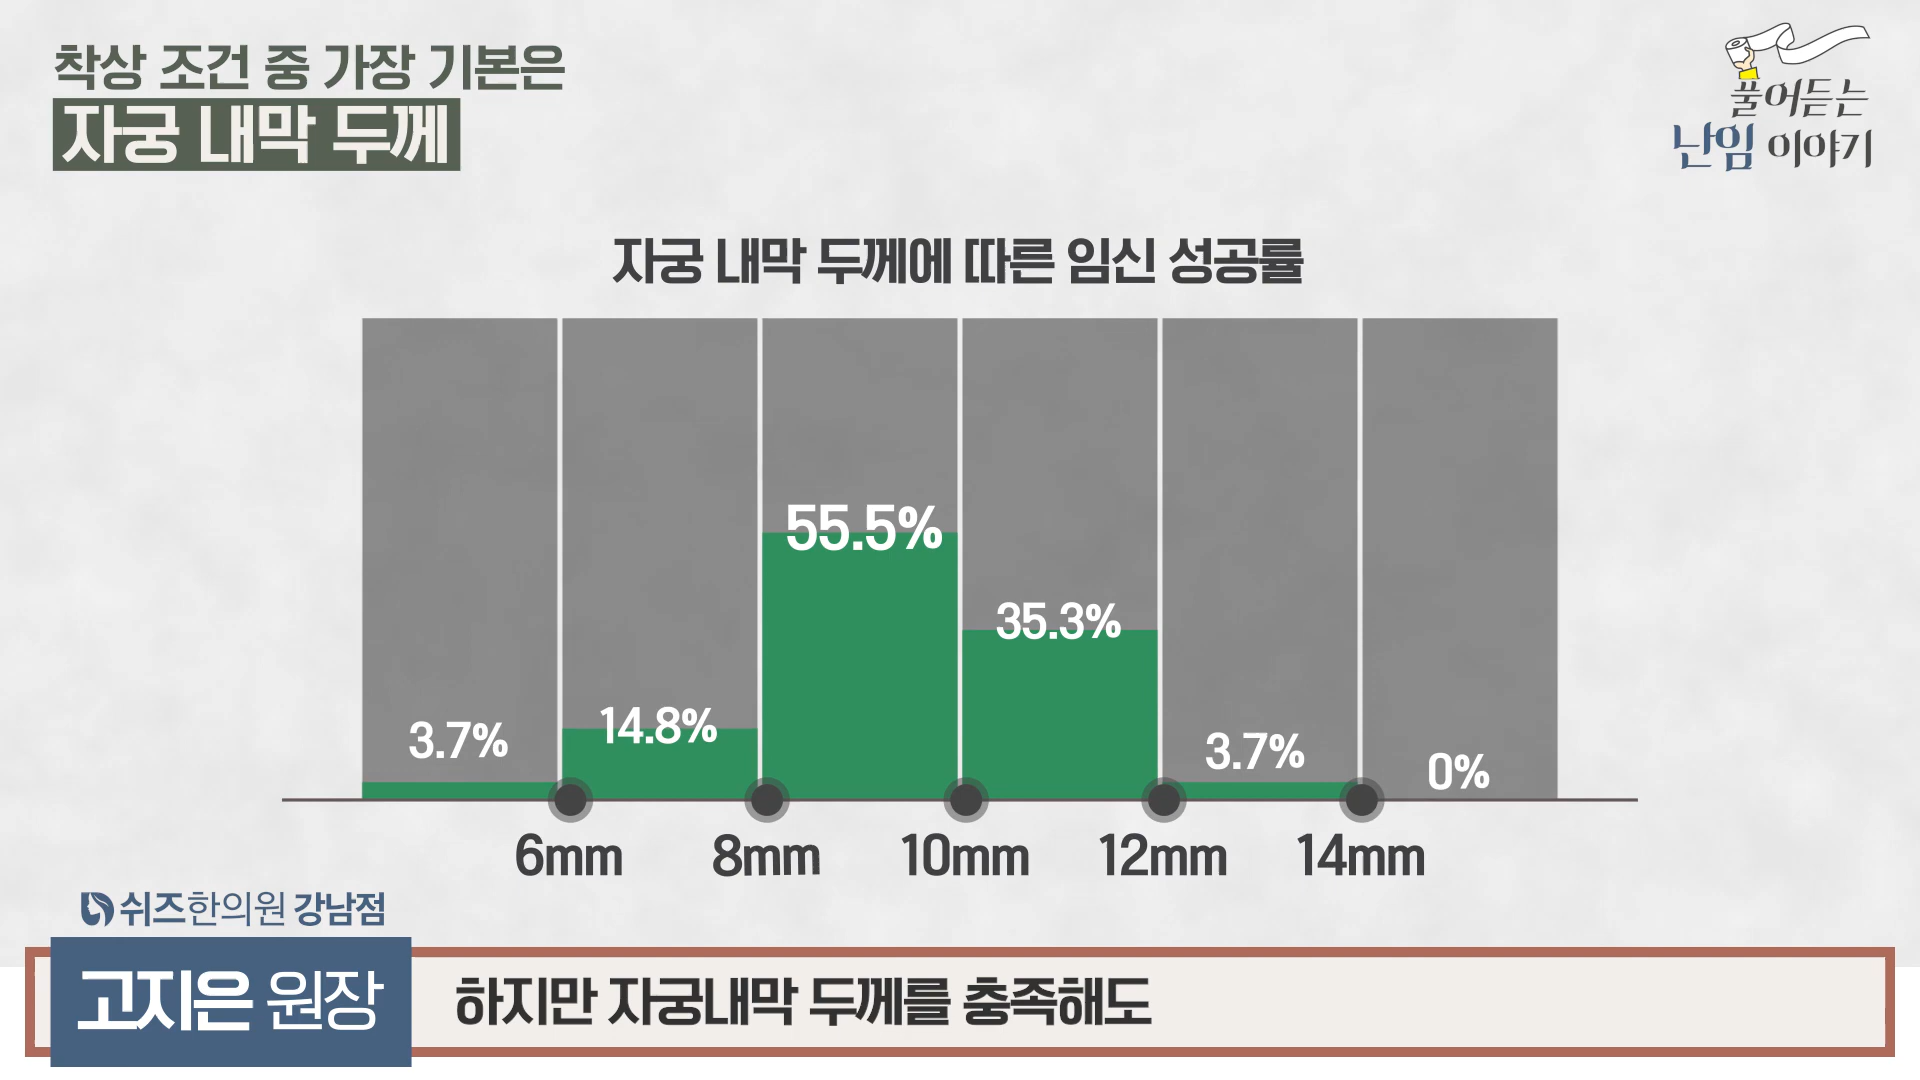 착상 조건 중 가장 기본은
자궁 내막 두께
풀어듣는
난임 이야기
자궁 내막 두께에 따른 임신 성공률
3.7%
14.8%
55.5%
35.3%
3.7%
0%
6mm
8mm
10mm
12mm
14mm
쉬즈한의원 강남점
고지은 원장
하지만 자궁내막 두께를 충족해도